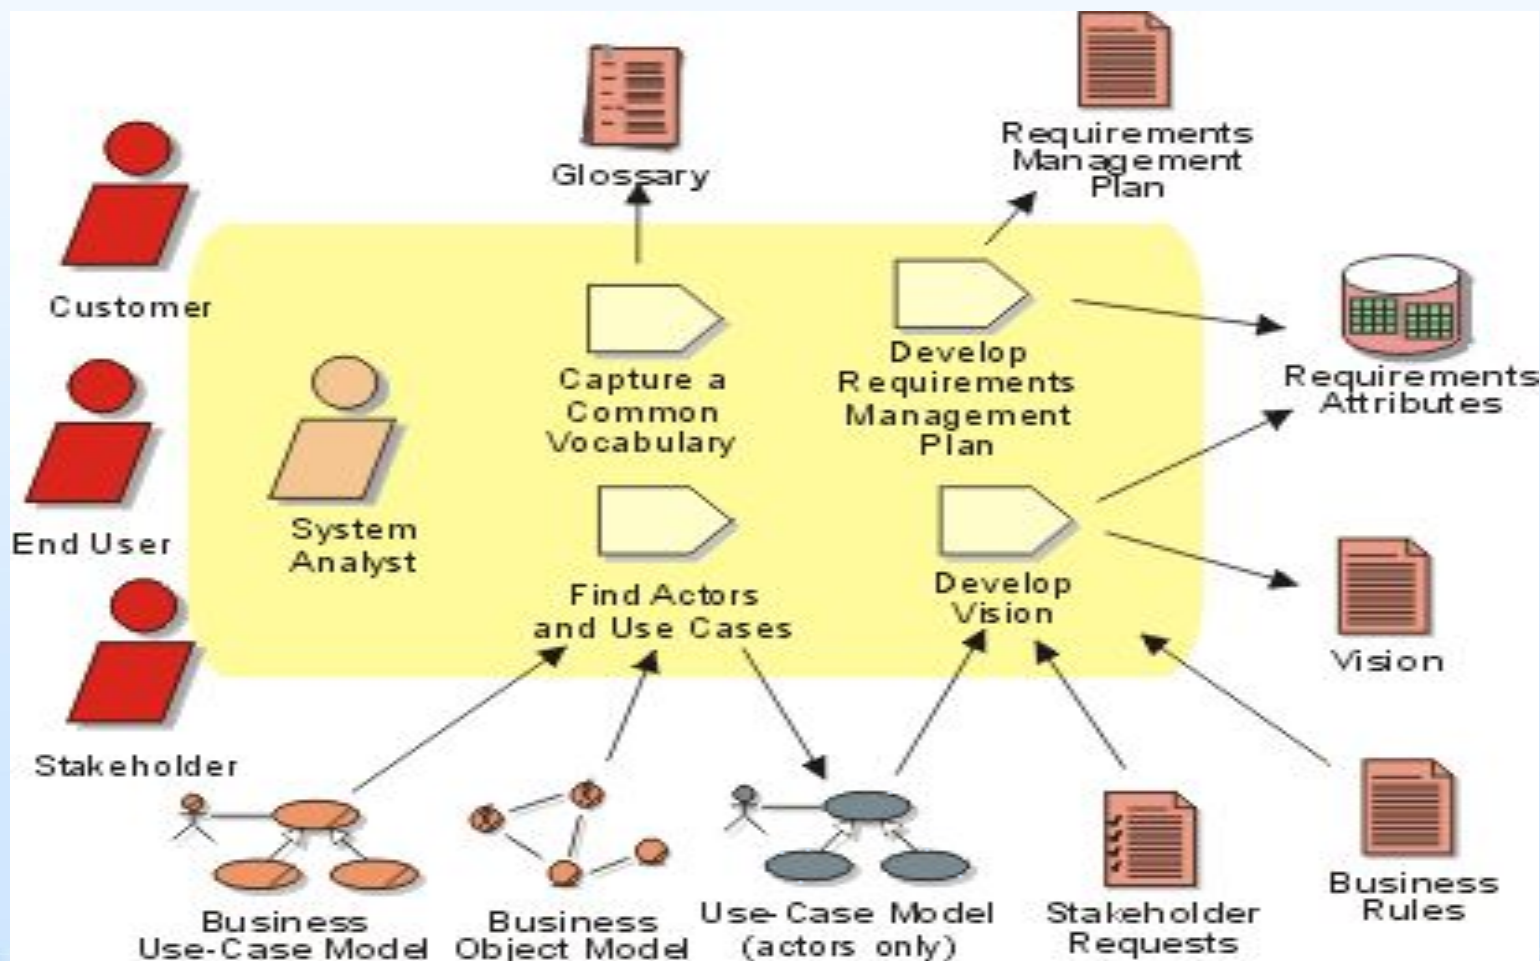 Glossary
Requirements
Management
Plan
Customer
Capture a
Common
Vocabulary
Develop
Requirements
Management
Plan
Requirements
Attributes
End User
System
Analyst
Find Actors
and Use Cases
Develop
Vision
Vision
Stakeholder
Business
Use-Case Model
Business
Object Model
Use-Case Model
(actors only)
Stakeholder
Requests
Business
Rules